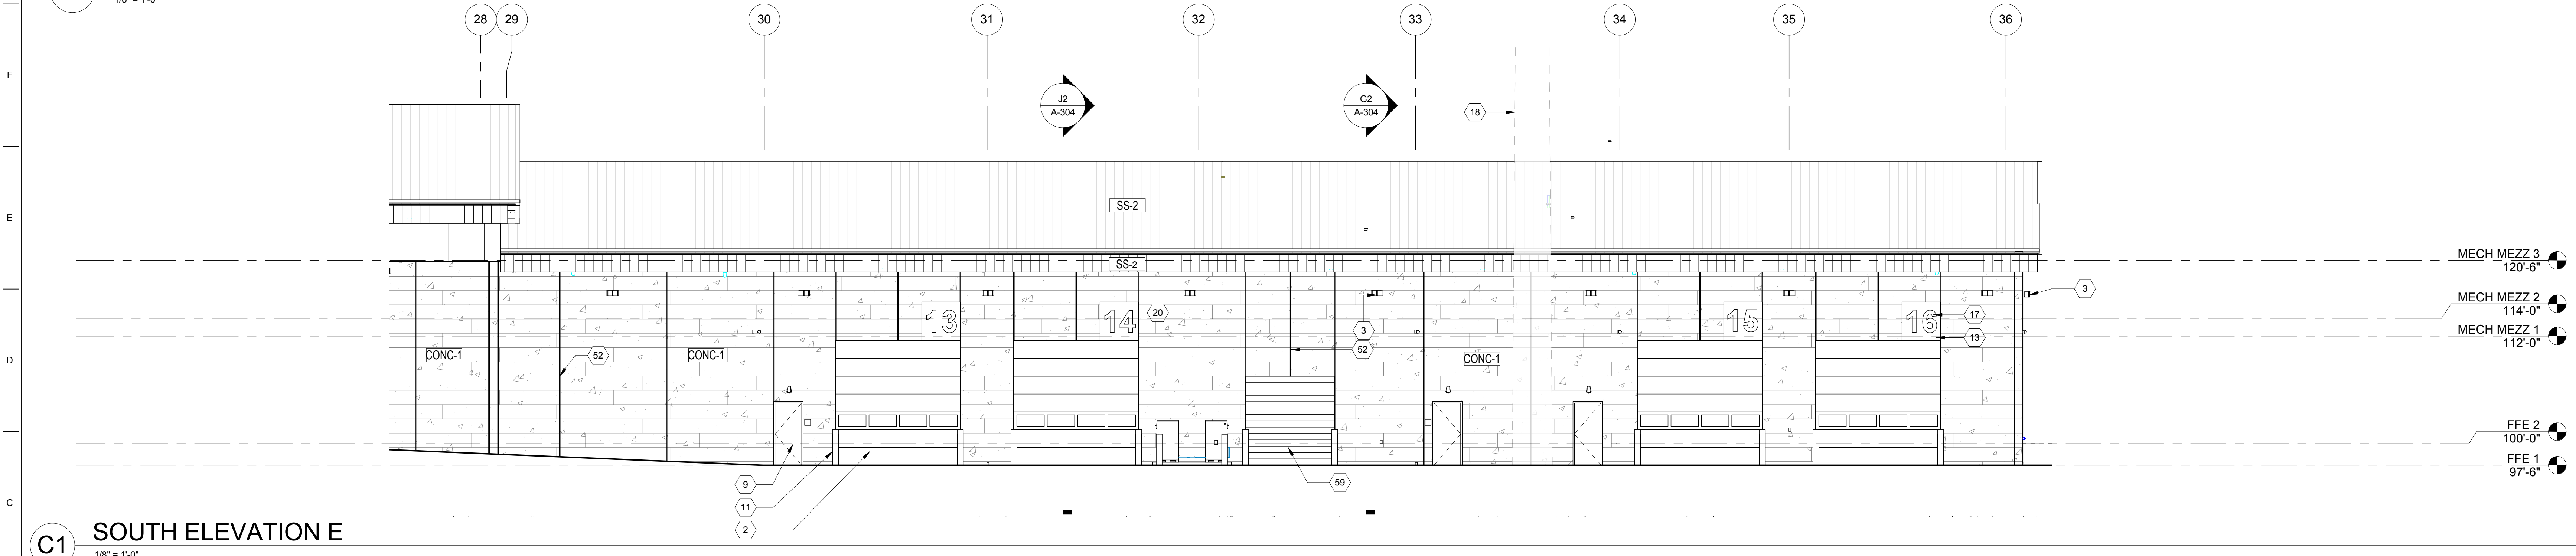 1/8" = 1'-0"
28 29 30 31 32 33 34 35 36
F
J2
A-304
G2
A-304
18
E
SS-2
SS-2
MECH MEZZ 3
120'-6"
3
MECH MEZZ 2
114'-0"
13 14 20 15 16 17
3
MECH MEZZ 1
112'-0"
13
D
CONC-1
52
CONC-1
52
CONC-1
FFE 2
100'-0"
FFE 1
97'-6"
9
59
11
C
2
C1
SOUTH ELEVATION E
1/8" = 1'-0"